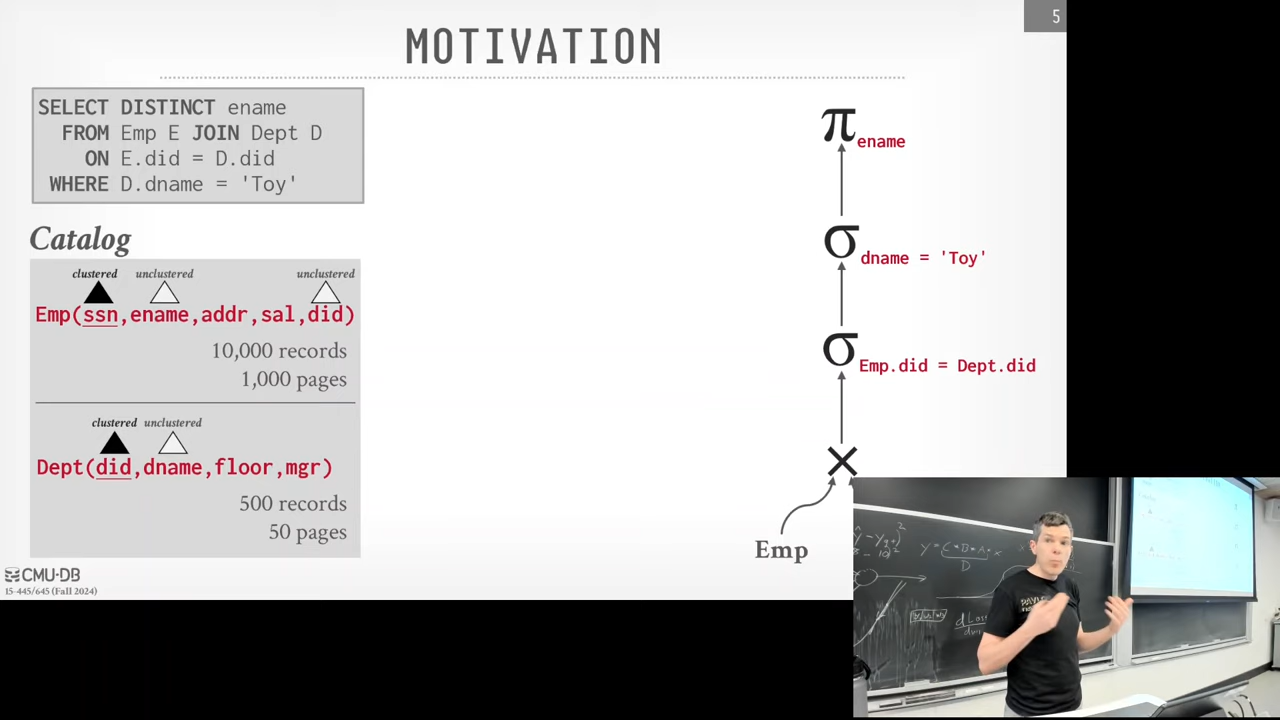 5
MOTIVATION
SELECT DISTINCT ename
FROM Emp E JOIN Dept D
ON E.did = D.did
WHERE D.dname = 'Toy'
Catalog
clustered unclustered unclustered
Emp(ssn,ename,addr,sal,did)
10,000 records
1,000 pages
clustered unclustered
Dept(did,dname,floor,mgr)
500 records
50 pages
π ename
σ dname = 'Toy'
σ Emp.did = Dept.did
×
Emp
CMU·DB
15-445/645 (Fall 2024)